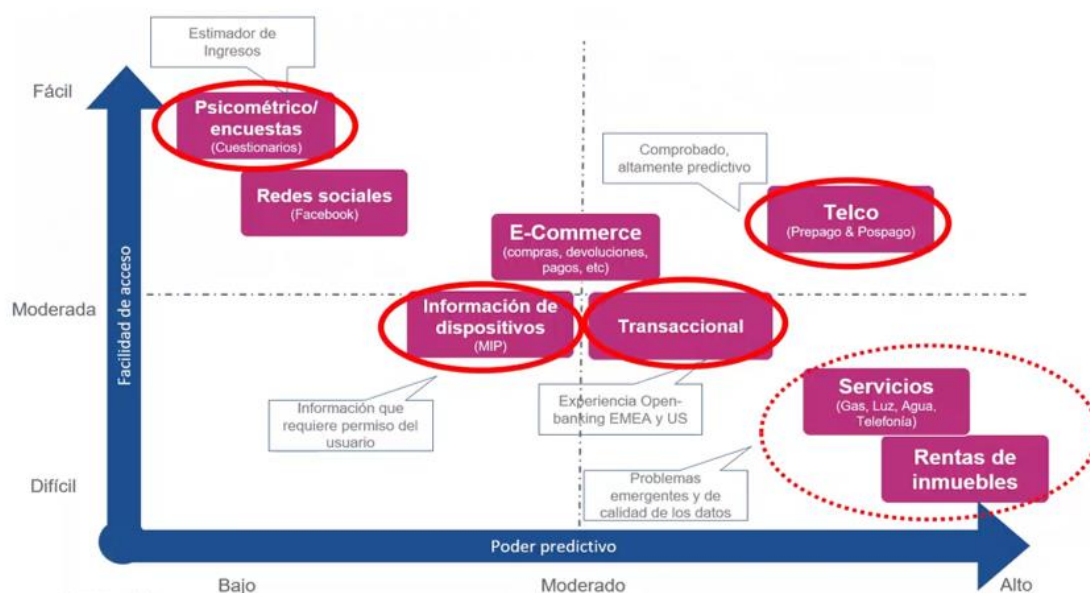 Estimador de
Ingresos
Fácil
Psicométrico/
encuestas
(Cuestionarios)
Comprobado,
altamente predictivo
Redes sociales
(Facebook)
Telco
(Prepago & Pospago)
E-Commerce
(compras, devoluciones,
pagos, etc)
Facilidad de acceso
Moderada
Información de
dispositivos
(MIP)
Transaccional
Servicios
(Gas, Luz, Agua,
Telefonía)
Información que
requiere permiso del
usuario
Experiencia Open-
banking EMEA y US
Rentas de
inmuebles
Difícil
Problemas
emergentes y de
calidad de los datos
Poder predictivo
Bajo
Moderado
Alto